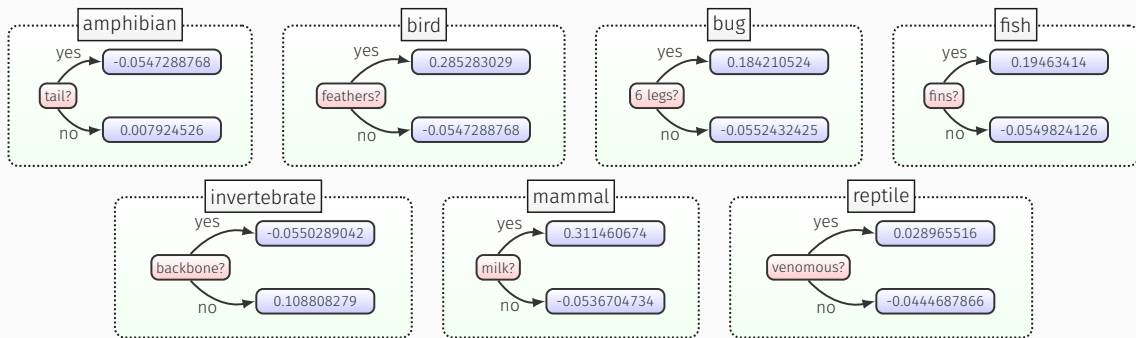 amphibian
yes
-0.0547288768
tail?
no
0.007924526
bird
yes
0.285283029
feathers?
no
-0.0547288768
bug
yes
0.184210524
6 legs?
no
-0.0552432425
fish
yes
0.19463414
fins?
no
-0.0549824126
invertebrate
yes
-0.0550289042
backbone?
no
0.108808279
mammal
yes
0.311460674
milk?
no
-0.0536704734
reptile
yes
0.028965516
venomous?
no
-0.0444687866